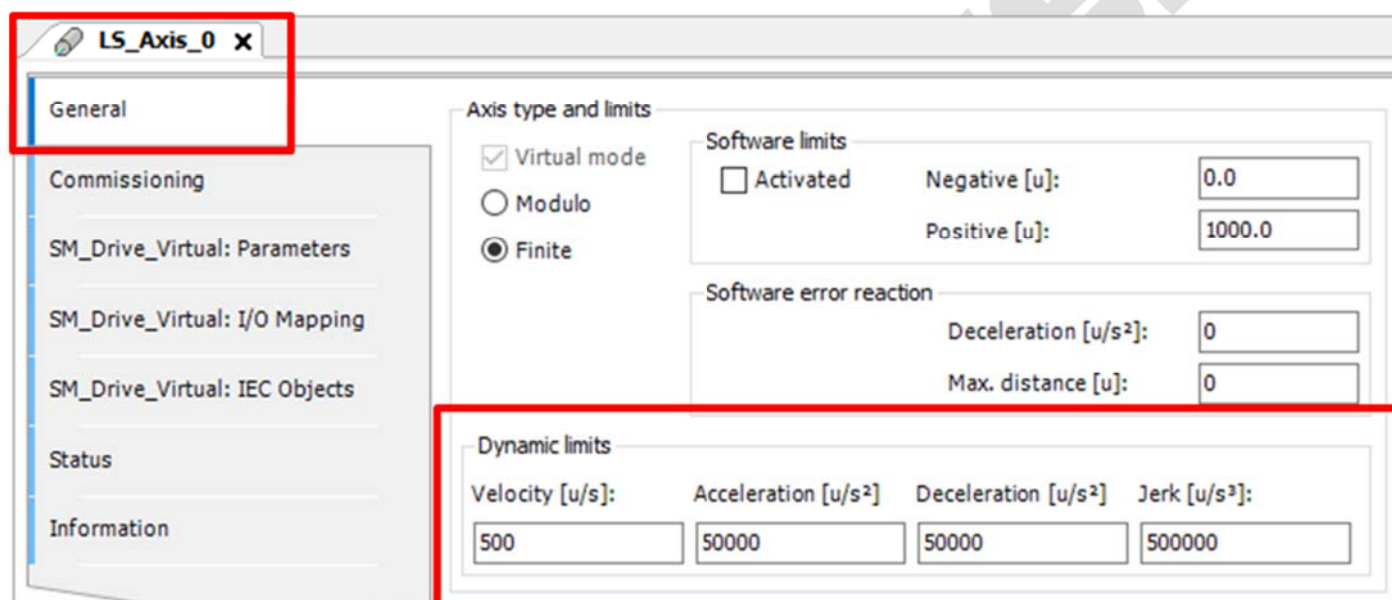 LS_Axis_0 X
General
Commissioning
SM_Drive_Virtual: Parameters
SM_Drive_Virtual: I/O Mapping
SM_Drive_Virtual: IEC Objects
Status
Information
Axis type and limits
Virtual mode
Modulo
Finite
Software limits
Activated Negative [u]: 0.0
Positive [u]: 1000.0
Software error reaction
Deceleration [u/s²]: 0
Max. distance [u]: 0
Dynamic limits
Velocity [u/s]: Acceleration [u/s²] Deceleration [u/s²] Jerk [u/s³]:
500 50000 50000 500000